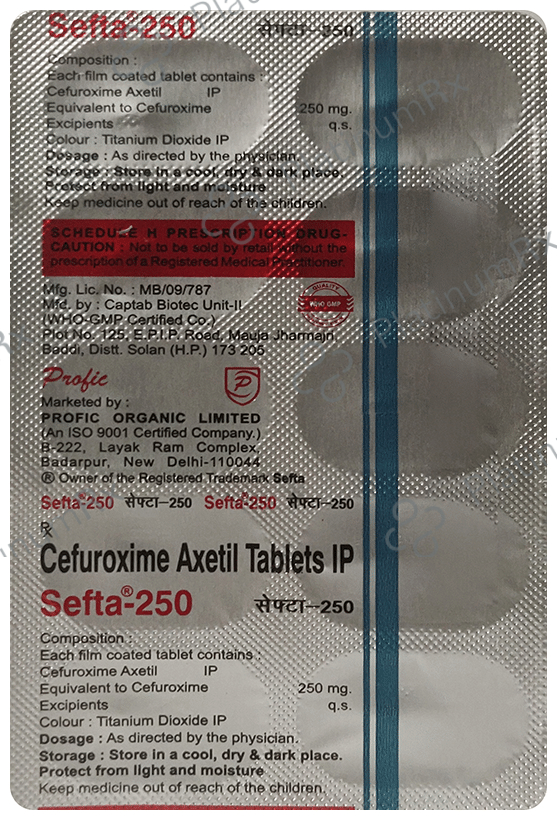 Sefta®-250 सेफ्टा-250
Composition :
Each film coated tablet contains :
Cefuroxime Axetil IP
Equivalent to Cefuroxime 250 mg.
Excipients q.s.
Colour : Titanium Dioxide IP
Dosage : As directed by the physician.
Storage : Store in a cool, dry & dark place.
Protect from light and moisture
Keep medicine out of reach of the children.
SCHEDULE H PRESCRIPTION DRUG-
CAUTION : Not to be sold by retail without the
prescription of a Registered Medical Practitioner.
Mfg. Lic. No. : MB/09/787
Mfd. by : Captab Biotec Unit-II
(WHO-GMP Certified Co.)
Plot No. 125, E.P.I.P. Road, Mauja Jharmajri
Baddi, Distt. Solan (H.P.) 173 205
QUALITY
WHO GMP
Profic P
Marketed by :
PROFIC ORGANIC LIMITED
(An ISO 9001 Certified Company.)
B-222, Layak Ram Complex,
Badarpur, New Delhi-110044
® Owner of the Registered Trademark Sefta
Sefta®-250 सेफ्टा-250 Sefta®-250 सेफ्टा-250
℞
Cefuroxime Axetil Tablets IP
Sefta®-250 सेफ्टा-250
Composition :
Each film coated tablet contains :
Cefuroxime Axetil IP
Equivalent to Cefuroxime 250 mg.
Excipients q.s.
Colour : Titanium Dioxide IP
Dosage : As directed by the physician.
Storage : Store in a cool, dry & dark place.
Protect from light and moisture
Keep medicine out of reach of the children.